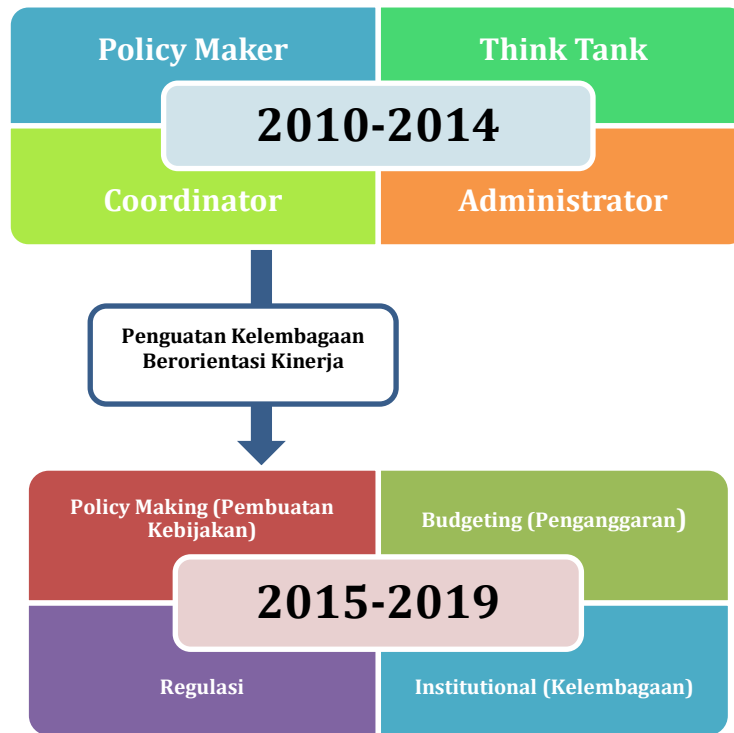 Policy Maker
Think Tank
2010-2014
Coordinator
Administrator
Penguatan Kelembagaan
Berorientasi Kinerja
Policy Making (Pembuatan
Kebijakan)
Budgeting (Penganggaran)
2015-2019
Regulasi
Institutional (Kelembagaan)